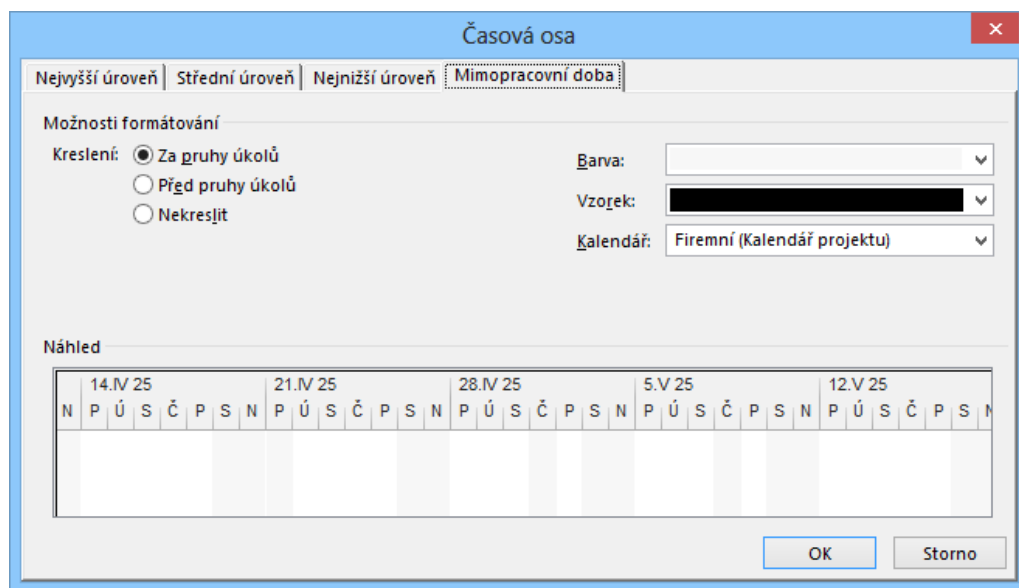 Časová osa
Nejvyšší úroveň Střední úroveň Nejnižší úroveň Mimopracovní doba
Možnosti formátování
Kreslení: Za pruhy úkolů Barva:
Před pruhy úkolů Vzorek:
Nekreslit Kalendář: Firemní (Kalendář projektu)
Náhled
14.IV 25 21.IV 25 28.IV 25 5.V 25 12.V 25
N P Ú S Č P S N P Ú S Č P S N P Ú S Č P S N P Ú S Č P S N P Ú S Č P S N
OK Storno